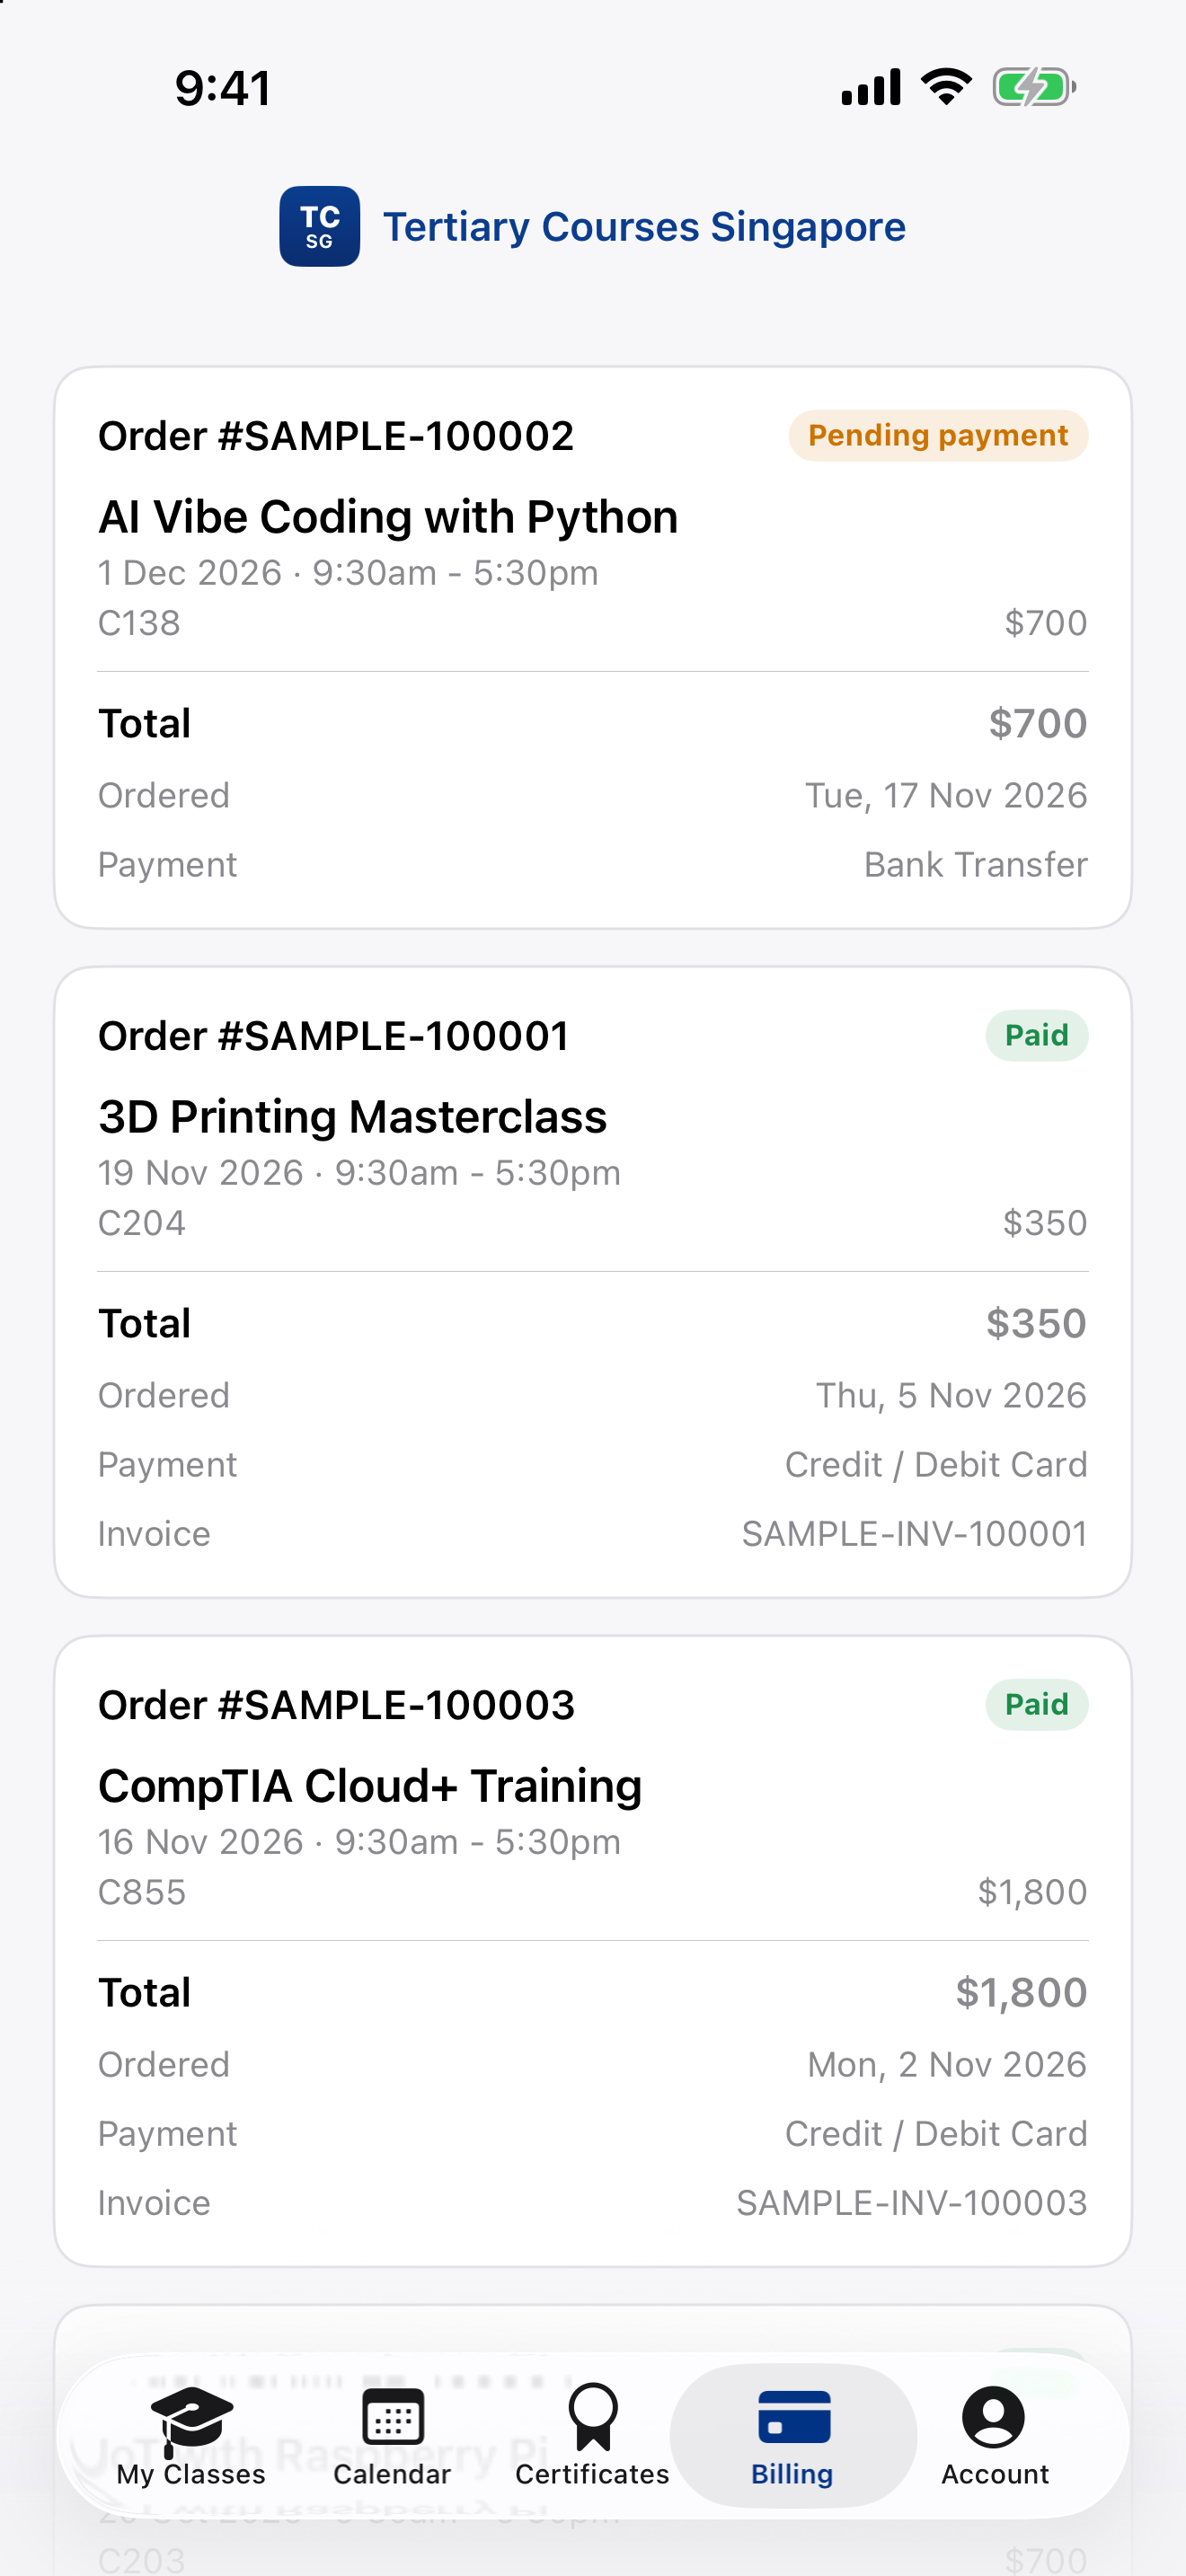 9:41
TC
SG
Tertiary Courses Singapore
Order #SAMPLE-100002
Pending payment
AI Vibe Coding with Python
1 Dec 2026 · 9:30am - 5:30pm
C138 $700
Total $700
Ordered Tue, 17 Nov 2026
Payment Bank Transfer
Order #SAMPLE-100001
Paid
3D Printing Masterclass
19 Nov 2026 · 9:30am - 5:30pm
C204 $350
Total $350
Ordered Thu, 5 Nov 2026
Payment Credit / Debit Card
Invoice SAMPLE-INV-100001
Order #SAMPLE-100003
Paid
CompTIA Cloud+ Training
16 Nov 2026 · 9:30am - 5:30pm
C855 $1,800
Total $1,800
Ordered Mon, 2 Nov 2026
Payment Credit / Debit Card
Invoice SAMPLE-INV-100003
IoT with Raspberry Pi
My Classes Calendar Certificates Billing Account
C203 $700